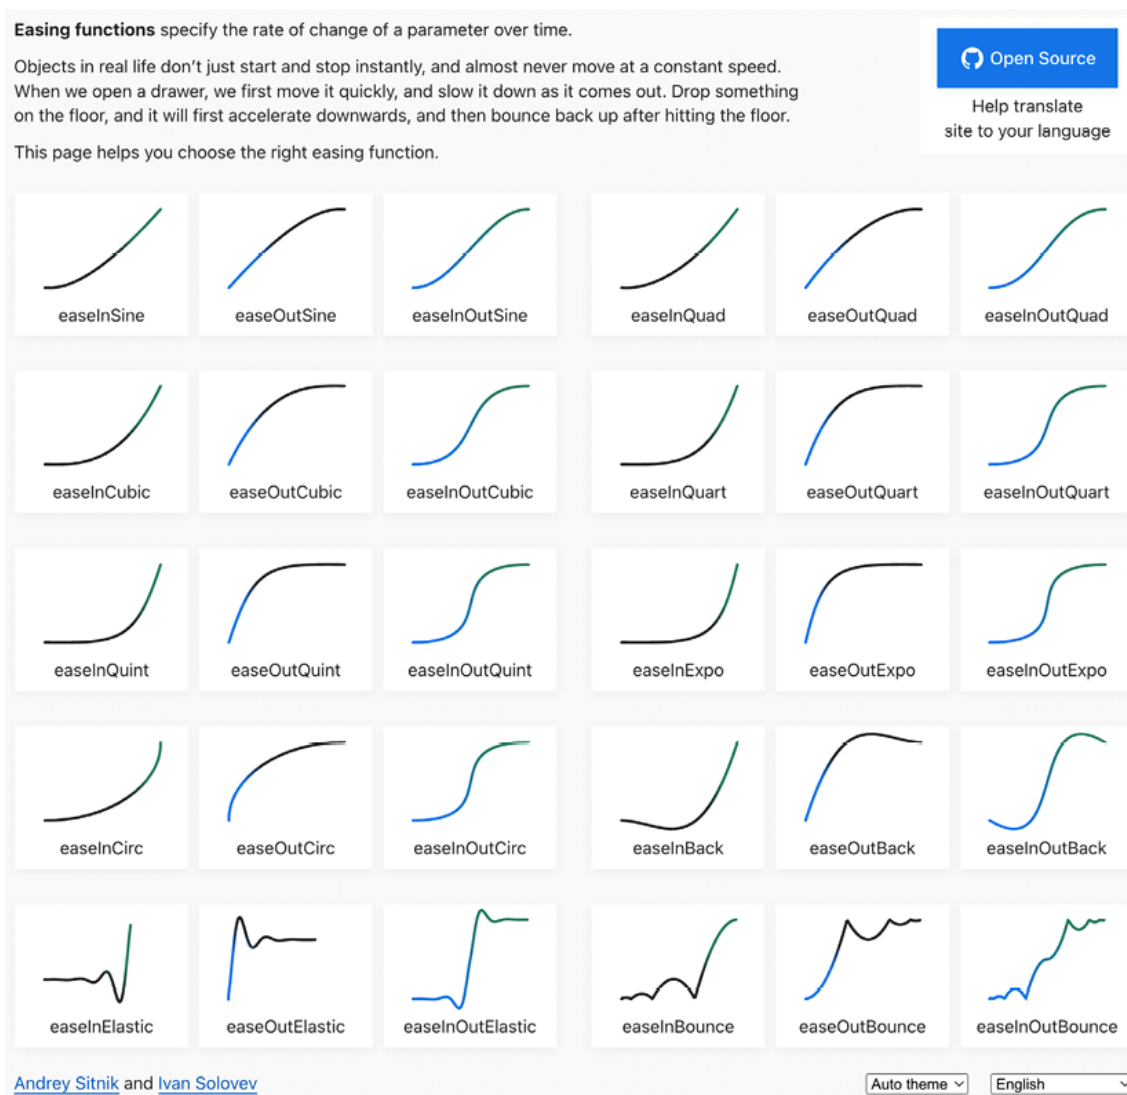 Easing functions specify the rate of change of a parameter over time.
Objects in real life don’t just start and stop instantly, and almost never move at a constant speed.
When we open a drawer, we first move it quickly, and slow it down as it comes out. Drop something
on the floor, and it will first accelerate downwards, and then bounce back up after hitting the floor.
This page helps you choose the right easing function.
Open Source
Help translate
site to your language
easeInSine easeOutSine easeInOutSine easeInQuad easeOutQuad easeInOutQuad
easeInCubic easeOutCubic easeInOutCubic easeInQuart easeOutQuart easeInOutQuart
easeInQuint easeOutQuint easeInOutQuint easeInExpo easeOutExpo easeInOutExpo
easeInCirc easeOutCirc easeInOutCirc easeInBack easeOutBack easeInOutBack
easeInElastic easeOutElastic easeInOutElastic easeInBounce easeOutBounce easeInOutBounce
Andrey Sitnik and Ivan Solovev Auto theme English